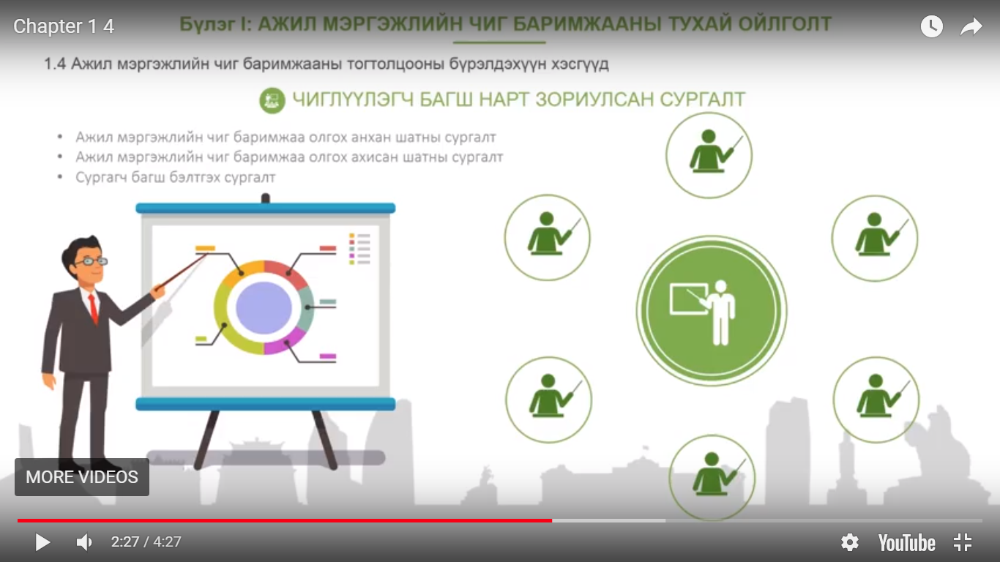 Chapter 1 4
Бүлэг I: АЖИЛ МЭРГЭЖЛИЙН ЧИГ БАРИМЖААНЫ ТУХАЙ ОЙЛГОЛТ
1.4 Ажил мэргэжлийн чиг баримжааны тогтолцооны бүрэлдэхүүн хэсгүүд
ЧИГЛҮҮЛЭГЧ БАГШ НАРТ ЗОРИУЛСАН СУРГАЛТ
• Ажил мэргэжлийн чиг баримжаа олгох анхан шатны сургалт
• Ажил мэргэжлийн чиг баримжаа олгох ахисан шатны сургалт
• Сургагч багш бэлтгэх сургалт
MORE VIDEOS
2:27 / 4:27
YouTube